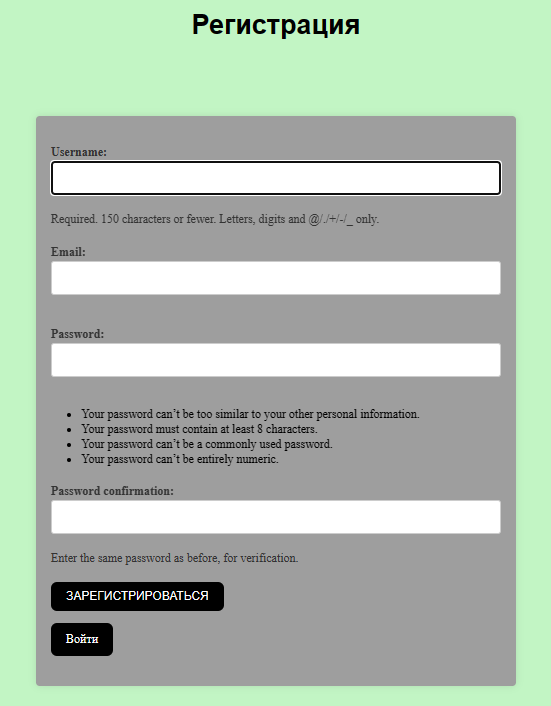 Регистрация
Username:
Required. 150 characters or fewer. Letters, digits and @/./+/-/_ only.
Email:
Password:
• Your password can’t be too similar to your other personal information.
• Your password must contain at least 8 characters.
• Your password can’t be a commonly used password.
• Your password can’t be entirely numeric.
Password confirmation:
Enter the same password as before, for verification.
ЗАРЕГИСТРИРОВАТЬСЯ
Войти